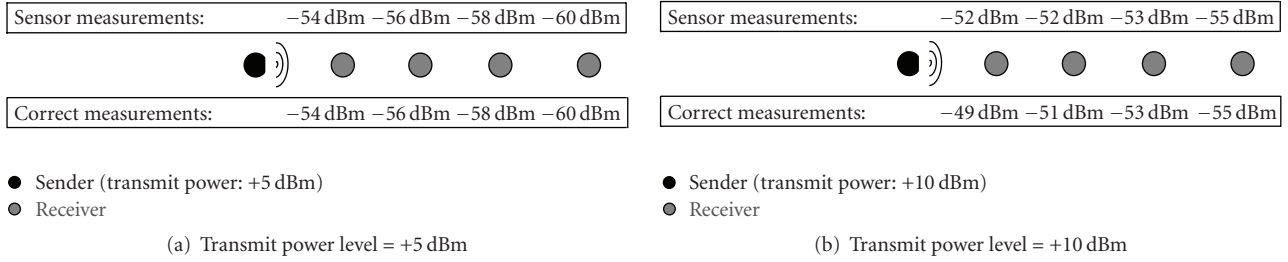 Sensor measurements: −54 dBm −56 dBm −58 dBm −60 dBm
Correct measurements: −54 dBm −56 dBm −58 dBm −60 dBm
Sender (transmit power: +5 dBm)
Receiver
(a) Transmit power level = +5 dBm
Sensor measurements: −52 dBm −52 dBm −53 dBm −55 dBm
Correct measurements: −49 dBm −51 dBm −53 dBm −55 dBm
Sender (transmit power: +10 dBm)
Receiver
(b) Transmit power level = +10 dBm